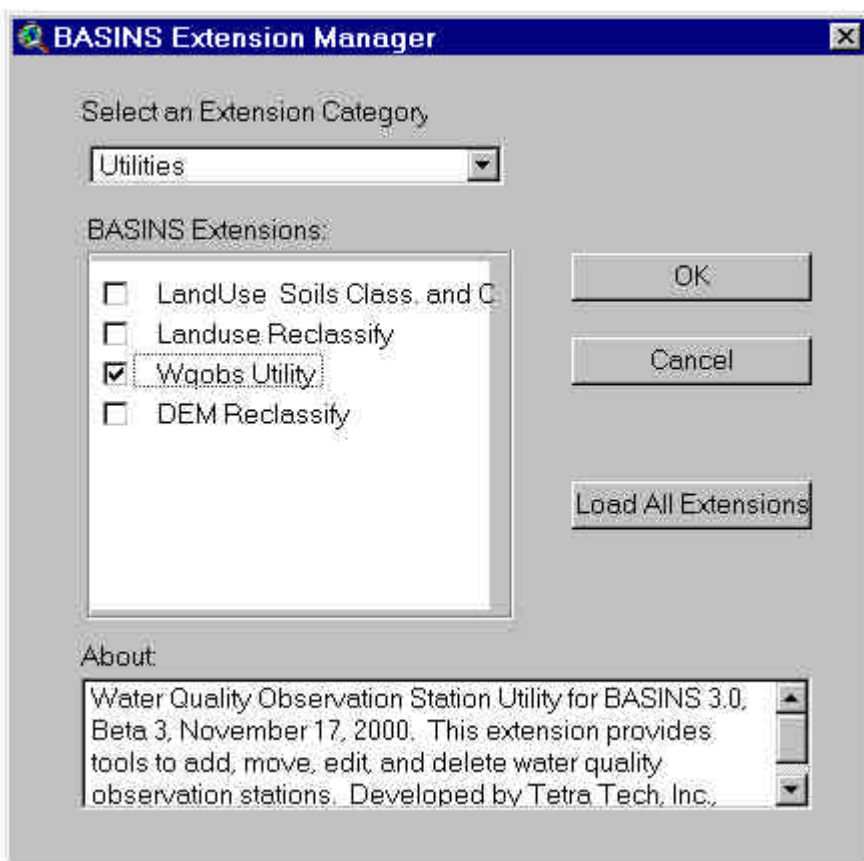 BASINS Extension Manager
Select an Extension Category
Utilities
BASINS Extensions:
LandUse Soils Class. and C
Landuse Reclassify
Wqobs Utility
DEM Reclassify
OK
Cancel
Load All Extensions
About:
Water Quality Observation Station Utility for BASINS 3.0,
Beta 3, November 17, 2000. This extension provides
tools to add, move, edit, and delete water quality
observation stations. Developed by Tetra Tech, Inc.,